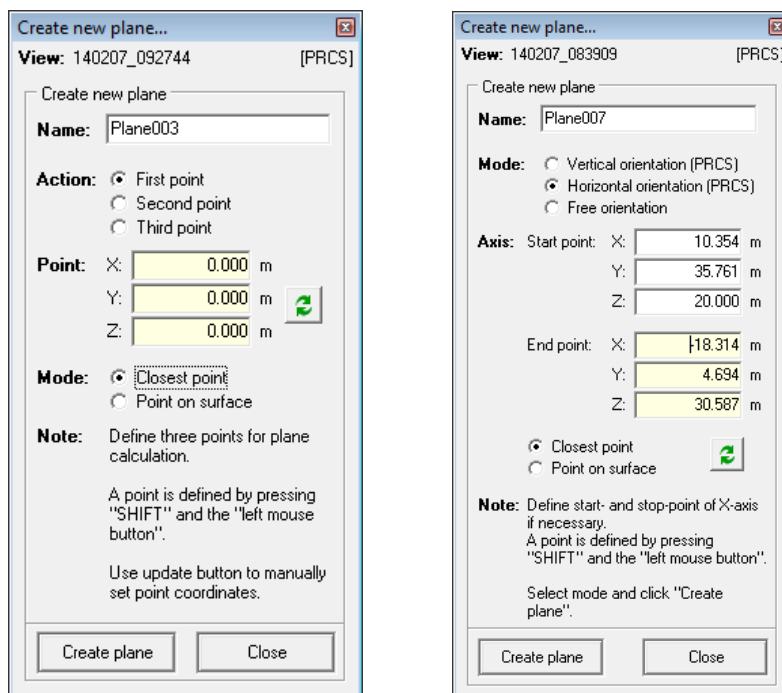 Create new plane...
View: 140207_092744 [PRCS]
Create new plane
Name: Plane003
Action: First point
Second point
Third point
Point: X: 0.000 m
Y: 0.000 m
Z: 0.000 m
Mode: Closest point
Point on surface
Note: Define three points for plane
calculation.
A point is defined by pressing
"SHIFT" and the "left mouse
button".
Use update button to manually
set point coordinates.
Create plane Close
Create new plane...
View: 140207_083909 [PRCS]
Create new plane
Name: Plane007
Mode: Vertical orientation (PRCS)
Horizontal orientation (PRCS)
Free orientation
Axis: Start point: X: 10.354 m
Y: 35.761 m
Z: 20.000 m
End point: X: -18.314 m
Y: 4.694 m
Z: 30.587 m
Closest point
Point on surface
Note: Define start- and stop-point of X-axis
if necessary.
A point is defined by pressing
"SHIFT" and the "left mouse button".
Select mode and click "Create
plane".
Create plane Close